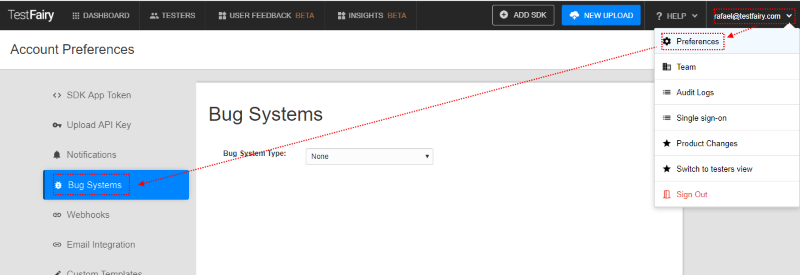 TestFairy DASHBOARD TESTERS USER FEEDBACK BETA INSIGHTS BETA ADD SDK NEW UPLOAD ? HELP rafael@testfairy.com
Account Preferences
Preferences
Team
Audit Logs
Single sign-on
Product Changes
Switch to testers view
Sign Out
SDK App Token
Upload API Key
Notifications
Bug Systems
Webhooks
Email Integration
Custom Templates
Bug Systems
Bug System Type: None